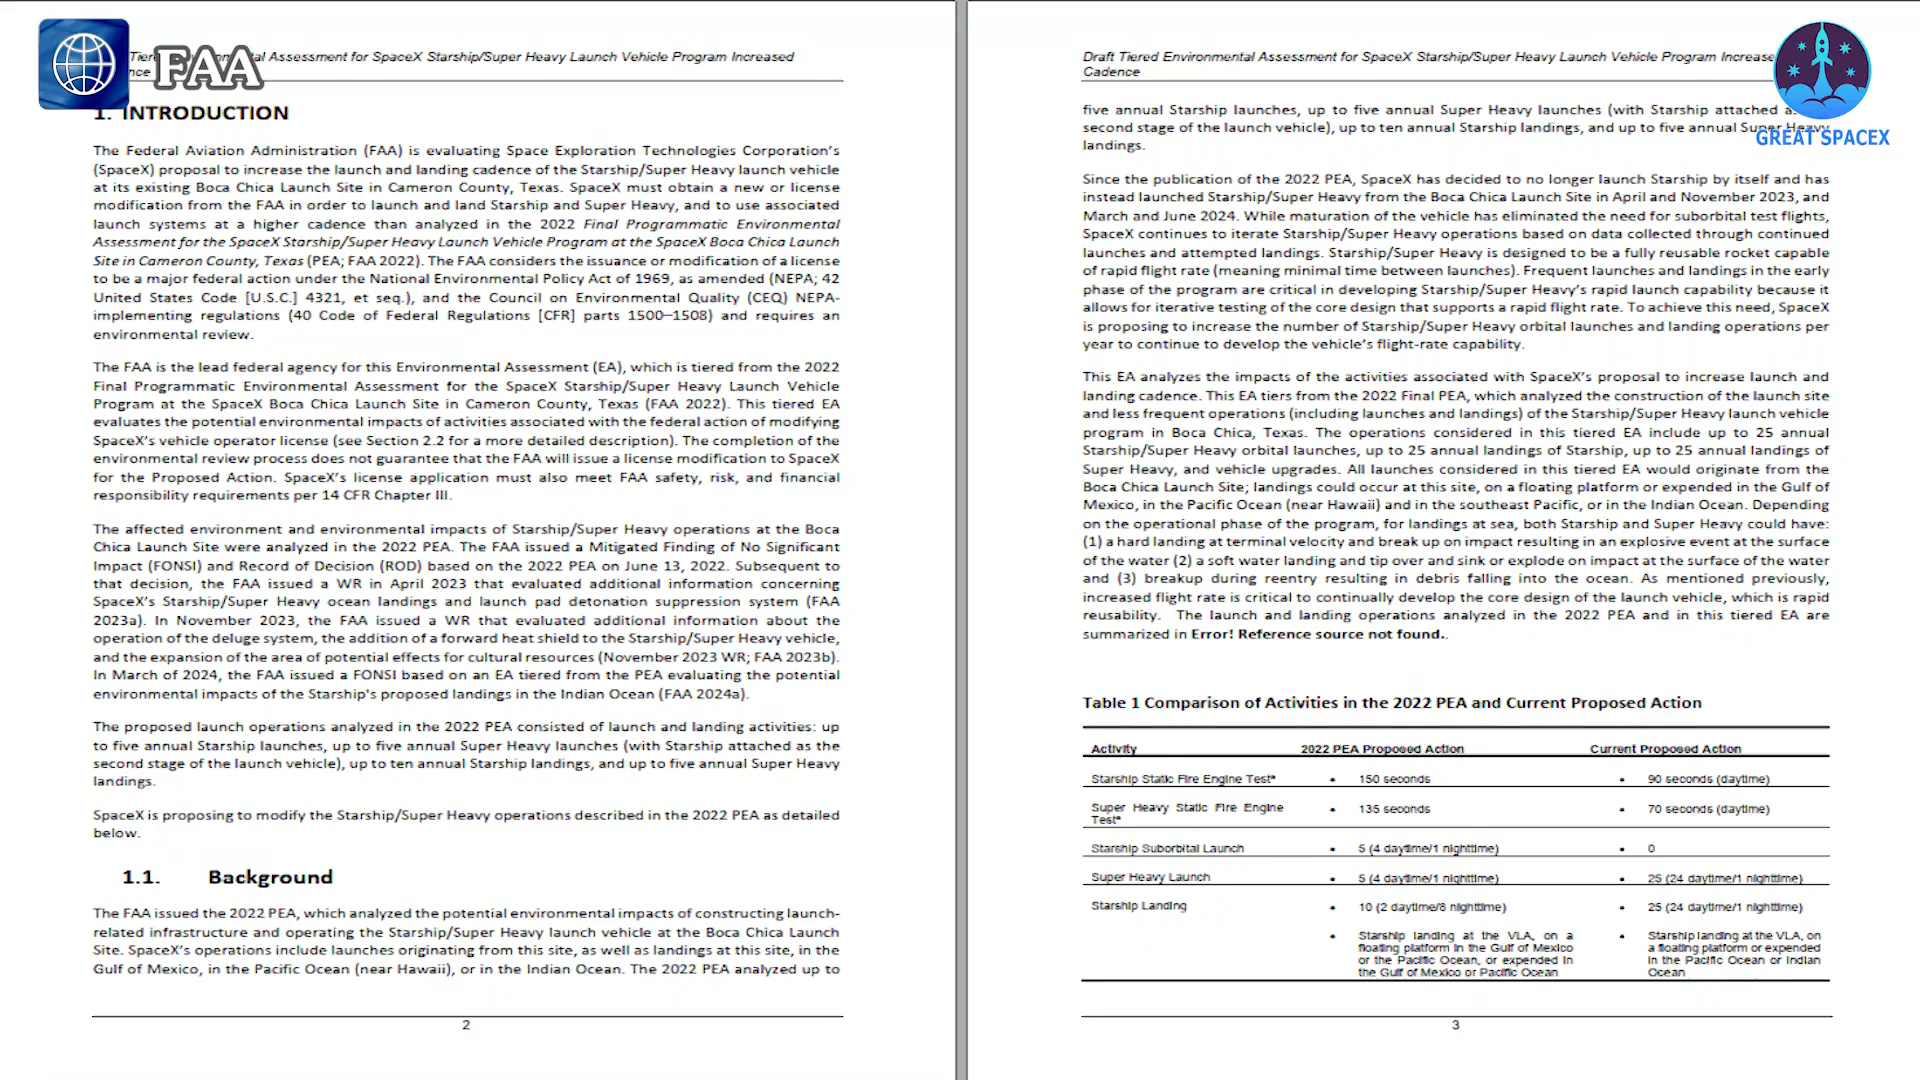 FAA
Tiered Environmental Assessment for SpaceX Starship/Super Heavy Launch Vehicle Program Increased
1. INTRODUCTION
The Federal Aviation Administration (FAA) is evaluating Space Exploration Technologies Corporation’s
(SpaceX) proposal to increase the launch and landing cadence of the Starship/Super Heavy launch vehicle
at its existing Boca Chica Launch Site in Cameron County, Texas. SpaceX must obtain a new or license
modification from the FAA in order to launch and land Starship and Super Heavy, and to use associated
launch systems at a higher cadence than analyzed in the 2022 Final Programmatic Environmental
Assessment for the SpaceX Starship/Super Heavy Launch Vehicle Program at the SpaceX Boca Chica Launch
Site in Cameron County, Texas (PEA; FAA 2022). The FAA considers the issuance or modification of a license
to be a major federal action under the National Environmental Policy Act of 1969, as amended (NEPA; 42
United States Code [U.S.C.] 4321, et seq.), and the Council on Environmental Quality (CEQ) NEPA-
implementing regulations (40 Code of Federal Regulations [CFR] parts 1500–1508) and requires an
environmental review.
The FAA is the lead federal agency for this Environmental Assessment (EA), which is tiered from the 2022
Final Programmatic Environmental Assessment for the SpaceX Starship/Super Heavy Launch Vehicle
Program at the SpaceX Boca Chica Launch Site in Cameron County, Texas (FAA 2022). This tiered EA
evaluates the potential environmental impacts of activities associated with the federal action of modifying
SpaceX’s vehicle operator license (see Section 2.2 for a more detailed description). The completion of the
environmental review process does not guarantee that the FAA will issue a license modification to SpaceX
for the Proposed Action. SpaceX’s license application must also meet FAA safety, risk, and financial
responsibility requirements per 14 CFR Chapter III.
The affected environment and environmental impacts of Starship/Super Heavy operations at the Boca
Chica Launch Site were analyzed in the 2022 PEA. The FAA issued a Mitigated Finding of No Significant
Impact (FONSI) and Record of Decision (ROD) based on the 2022 PEA on June 13, 2022. Subsequent to
that decision, the FAA issued a WR in April 2023 that evaluated additional information concerning
SpaceX’s Starship/Super Heavy ocean landings and launch pad detonation suppression system (FAA
2023a). In November 2023, the FAA issued a WR that evaluated additional information about the
operation of the deluge system, the addition of a forward heat shield to the Starship/Super Heavy vehicle,
and the expansion of the area of potential effects for cultural resources (November 2023 WR; FAA 2023b).
In March of 2024, the FAA issued a FONSI based on an EA tiered from the PEA evaluating the potential
environmental impacts of the Starship's proposed landings in the Indian Ocean (FAA 2024a).
The proposed launch operations analyzed in the 2022 PEA consisted of launch and landing activities: up
to five annual Starship launches, up to five annual Super Heavy launches (with Starship attached as the
second stage of the launch vehicle), up to ten annual Starship landings, and up to five annual Super Heavy
landings.
SpaceX is proposing to modify the Starship/Super Heavy operations described in the 2022 PEA as detailed
below.
1.1. Background
The FAA issued the 2022 PEA, which analyzed the potential environmental impacts of constructing launch-
related infrastructure and operating the Starship/Super Heavy launch vehicle at the Boca Chica Launch
Site. SpaceX’s operations include launches originating from this site, as well as landings at this site, in the
Gulf of Mexico, in the Pacific Ocean (near Hawaii), or in the Indian Ocean. The 2022 PEA analyzed up to
2
Draft Tiered Environmental Assessment for SpaceX Starship/Super Heavy Launch Vehicle Program Increase
Cadence
GREAT SPACEX
five annual Starship launches, up to five annual Super Heavy launches (with Starship attached
second stage of the launch vehicle), up to ten annual Starship landings, and up to five annual Super Heavy
landings.
Since the publication of the 2022 PEA, SpaceX has decided to no longer launch Starship by itself and has
instead launched Starship/Super Heavy from the Boca Chica Launch Site in April and November 2023, and
March and June 2024. While maturation of the vehicle has eliminated the need for suborbital test flights,
SpaceX continues to iterate Starship/Super Heavy operations based on data collected through continued
launches and attempted landings. Starship/Super Heavy is designed to be a fully reusable rocket capable
of rapid flight rate (meaning minimal time between launches). Frequent launches and landings in the early
phase of the program are critical in developing Starship/Super Heavy’s rapid launch capability because it
allows for iterative testing of the core design that supports a rapid flight rate. To achieve this need, SpaceX
is proposing to increase the number of Starship/Super Heavy orbital launches and landing operations per
year to continue to develop the vehicle’s flight-rate capability.
This EA analyzes the impacts of the activities associated with SpaceX’s proposal to increase launch and
landing cadence. This EA tiers from the 2022 Final PEA, which analyzed the construction of the launch site
and less frequent operations (including launches and landings) of the Starship/Super Heavy launch vehicle
program in Boca Chica, Texas. The operations considered in this tiered EA include up to 25 annual
Starship/Super Heavy orbital launches, up to 25 annual landings of Starship, up to 25 annual landings of
Super Heavy, and vehicle upgrades. All launches considered in this tiered EA would originate from the
Boca Chica Launch Site; landings could occur at this site, on a floating platform or expended in the Gulf of
Mexico, in the Pacific Ocean (near Hawaii) and in the southeast Pacific, or in the Indian Ocean. Depending
on the operational phase of the program, for landings at sea, both Starship and Super Heavy could have:
(1) a hard landing at terminal velocity and break up on impact resulting in an explosive event at the surface
of the water (2) a soft water landing and tip over and sink or explode on impact at the surface of the water
and (3) breakup during reentry resulting in debris falling into the ocean. As mentioned previously,
increased flight rate is critical to continually develop the core design of the launch vehicle, which is rapid
reusability. The launch and landing operations analyzed in the 2022 PEA and in this tiered EA are
summarized in Error! Reference source not found..
Table 1 Comparison of Activities in the 2022 PEA and Current Proposed Action
Activity 2022 PEA Proposed Action Current Proposed Action
Starship Static Fire Engine Testª • 150 seconds • 90 seconds (daytime)
Super Heavy Static Fire Engine • 135 seconds • 70 seconds (daytime)
Testª
Starship Suborbital Launch • 5 (4 daytime/1 nighttime) • 0
Super Heavy Launch • 5 (4 daytime/1 nighttime) • 25 (24 daytime/1 nighttime)
Starship Landing • 10 (2 daytime/8 nighttime) • 25 (24 daytime/1 nighttime)
• Starship landing at the VLA, on a • Starship landing at the VLA, on
floating platform in the Gulf of Mexico a floating platform or expended
or the Pacific Ocean, or expended in in the Pacific Ocean or Indian
the Gulf of Mexico or Pacific Ocean Ocean
3